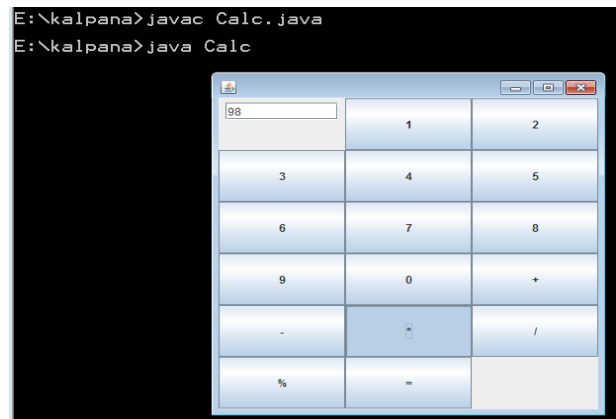 E:\kalpana>javac Calc.java
E:\kalpana>java Calc
98
1 2
3 4 5
6 7 8
9 0 +
- * /
% =